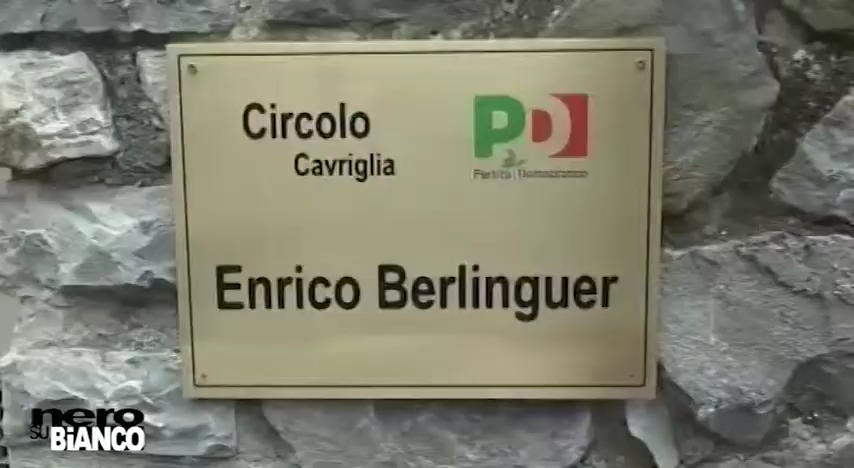 Circolo
Cavriglia
PD
Partito Democratico
Enrico Berlinguer
nero
su
BiANCO